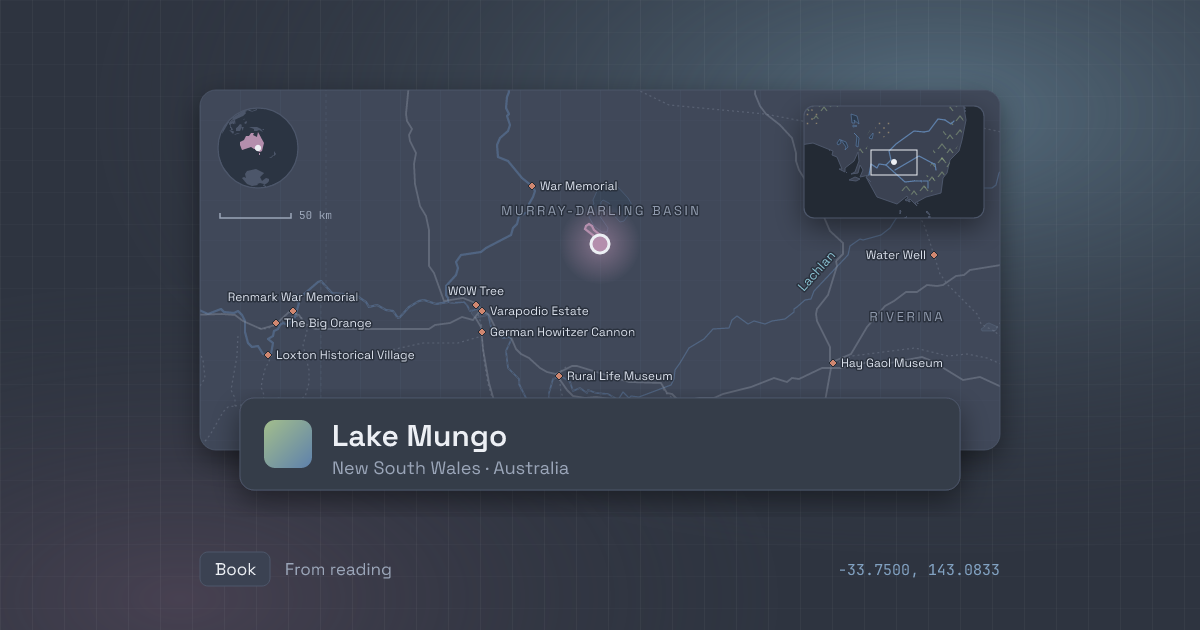 50 km
War Memorial
MURRAY-DARLING BASIN
Lachlan
Water Well
WOW Tree
Renmark War Memorial
Varapodio Estate
RIVERINA
The Big Orange
German Howitzer Cannon
Loxton Historical Village
Hay Gaol Museum
Rural Life Museum
Lake Mungo
New South Wales · Australia
Book
From reading
-33.7500, 143.0833